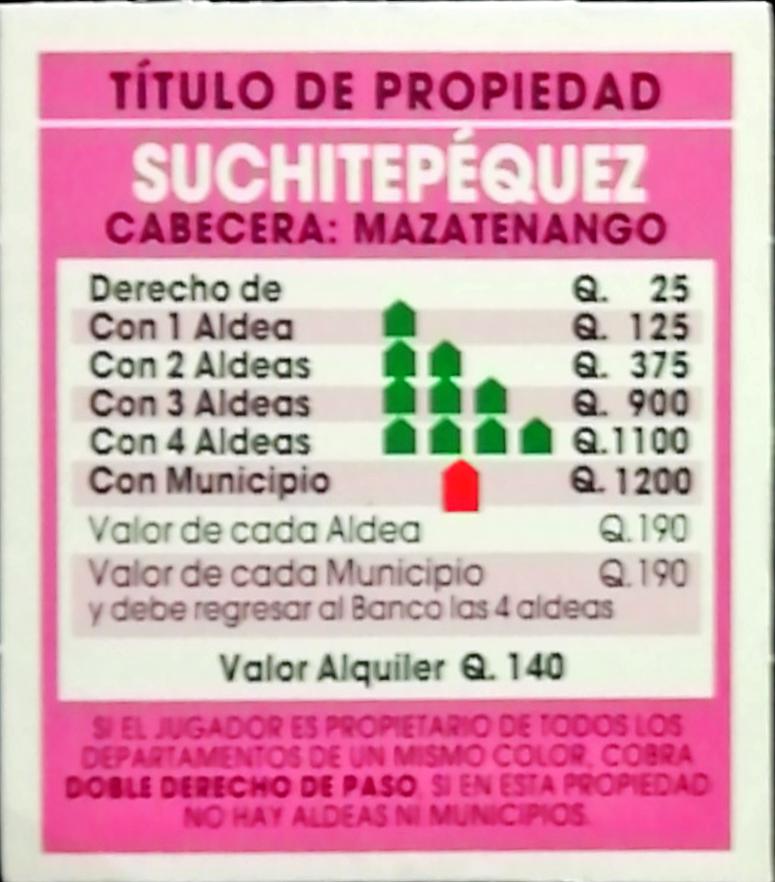 TÍTULO DE PROPIEDAD
SUCHITEPÉQUEZ
CABECERA: MAZATENANGO
Derecho de Q. 25
Con 1 Aldea Q. 125
Con 2 Aldeas Q. 375
Con 3 Aldeas Q. 900
Con 4 Aldeas Q.1100
Con Municipio Q. 1200
Valor de cada Aldea Q.190
Valor de cada Municipio Q.190
y debe regresar al Banco las 4 aldeas
Valor Alquiler Q. 140
SI EL JUGADOR ES PROPIETARIO DE TODOS LOS
DEPARTAMENTOS DE UN MISMO COLOR, COBRA
DOBLE DERECHO DE PASO, SI EN ESTA PROPIEDAD
NO HAY ALDEAS NI MUNICIPIOS.